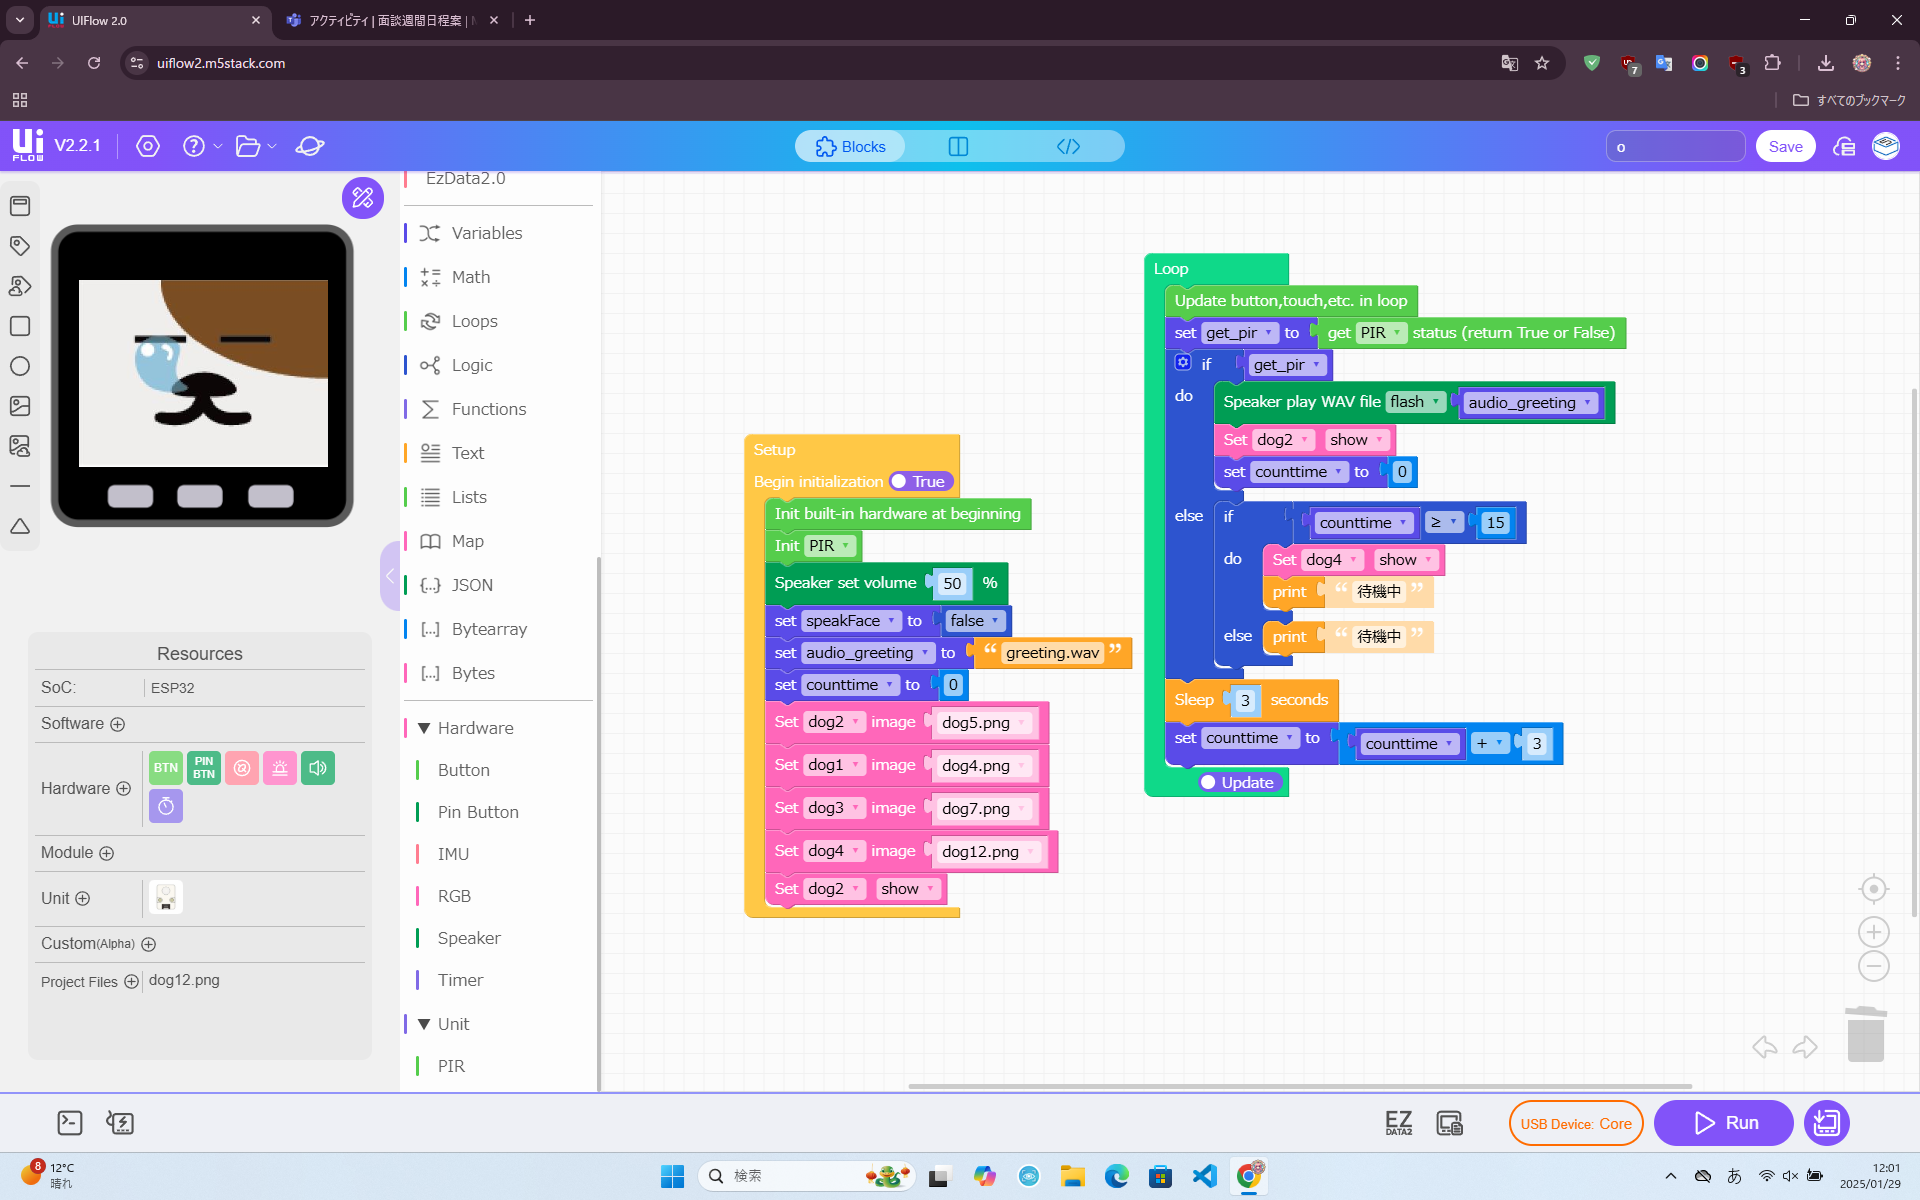 UIFlow 2.0
アクティビティ | 面談週間日程案 |
uiflow2.m5stack.com
7
3
すべてのブックマーク
Ui FLOW
V2.2.1
Blocks
o
Save
EzData2.0
Variables
Math
Loops
Logic
Functions
Text
Lists
Map
JSON
Bytearray
Bytes
Hardware
Button
Pin Button
IMU
RGB
Speaker
Timer
Unit
PIR
Resources
SoC:
ESP32
Software
Hardware
BTN
PIN BTN
Module
Unit
Custom(Alpha)
Project Files
dog12.png
Setup
Begin initialization True
Init built-in hardware at beginning
Init PIR
Speaker set volume 50 %
set speakFace to false
set audio_greeting to “ greeting.wav ”
set counttime to 0
Set dog2 image dog5.png
Set dog1 image dog4.png
Set dog3 image dog7.png
Set dog4 image dog12.png
Set dog2 show
Loop
Update button,touch,etc. in loop
set get_pir to get PIR status (return True or False)
if get_pir
do Speaker play WAV file flash audio_greeting
Set dog2 show
set counttime to 0
else if counttime ≥ 15
do Set dog4 show
print “ 待機中 ”
else print “ 待機中 ”
Sleep 3 seconds
set counttime to counttime + 3
Update
EZ DATA2
USB Device: Core
Run
8
12°C
晴れ
検索
あ
12:01
2025/01/29